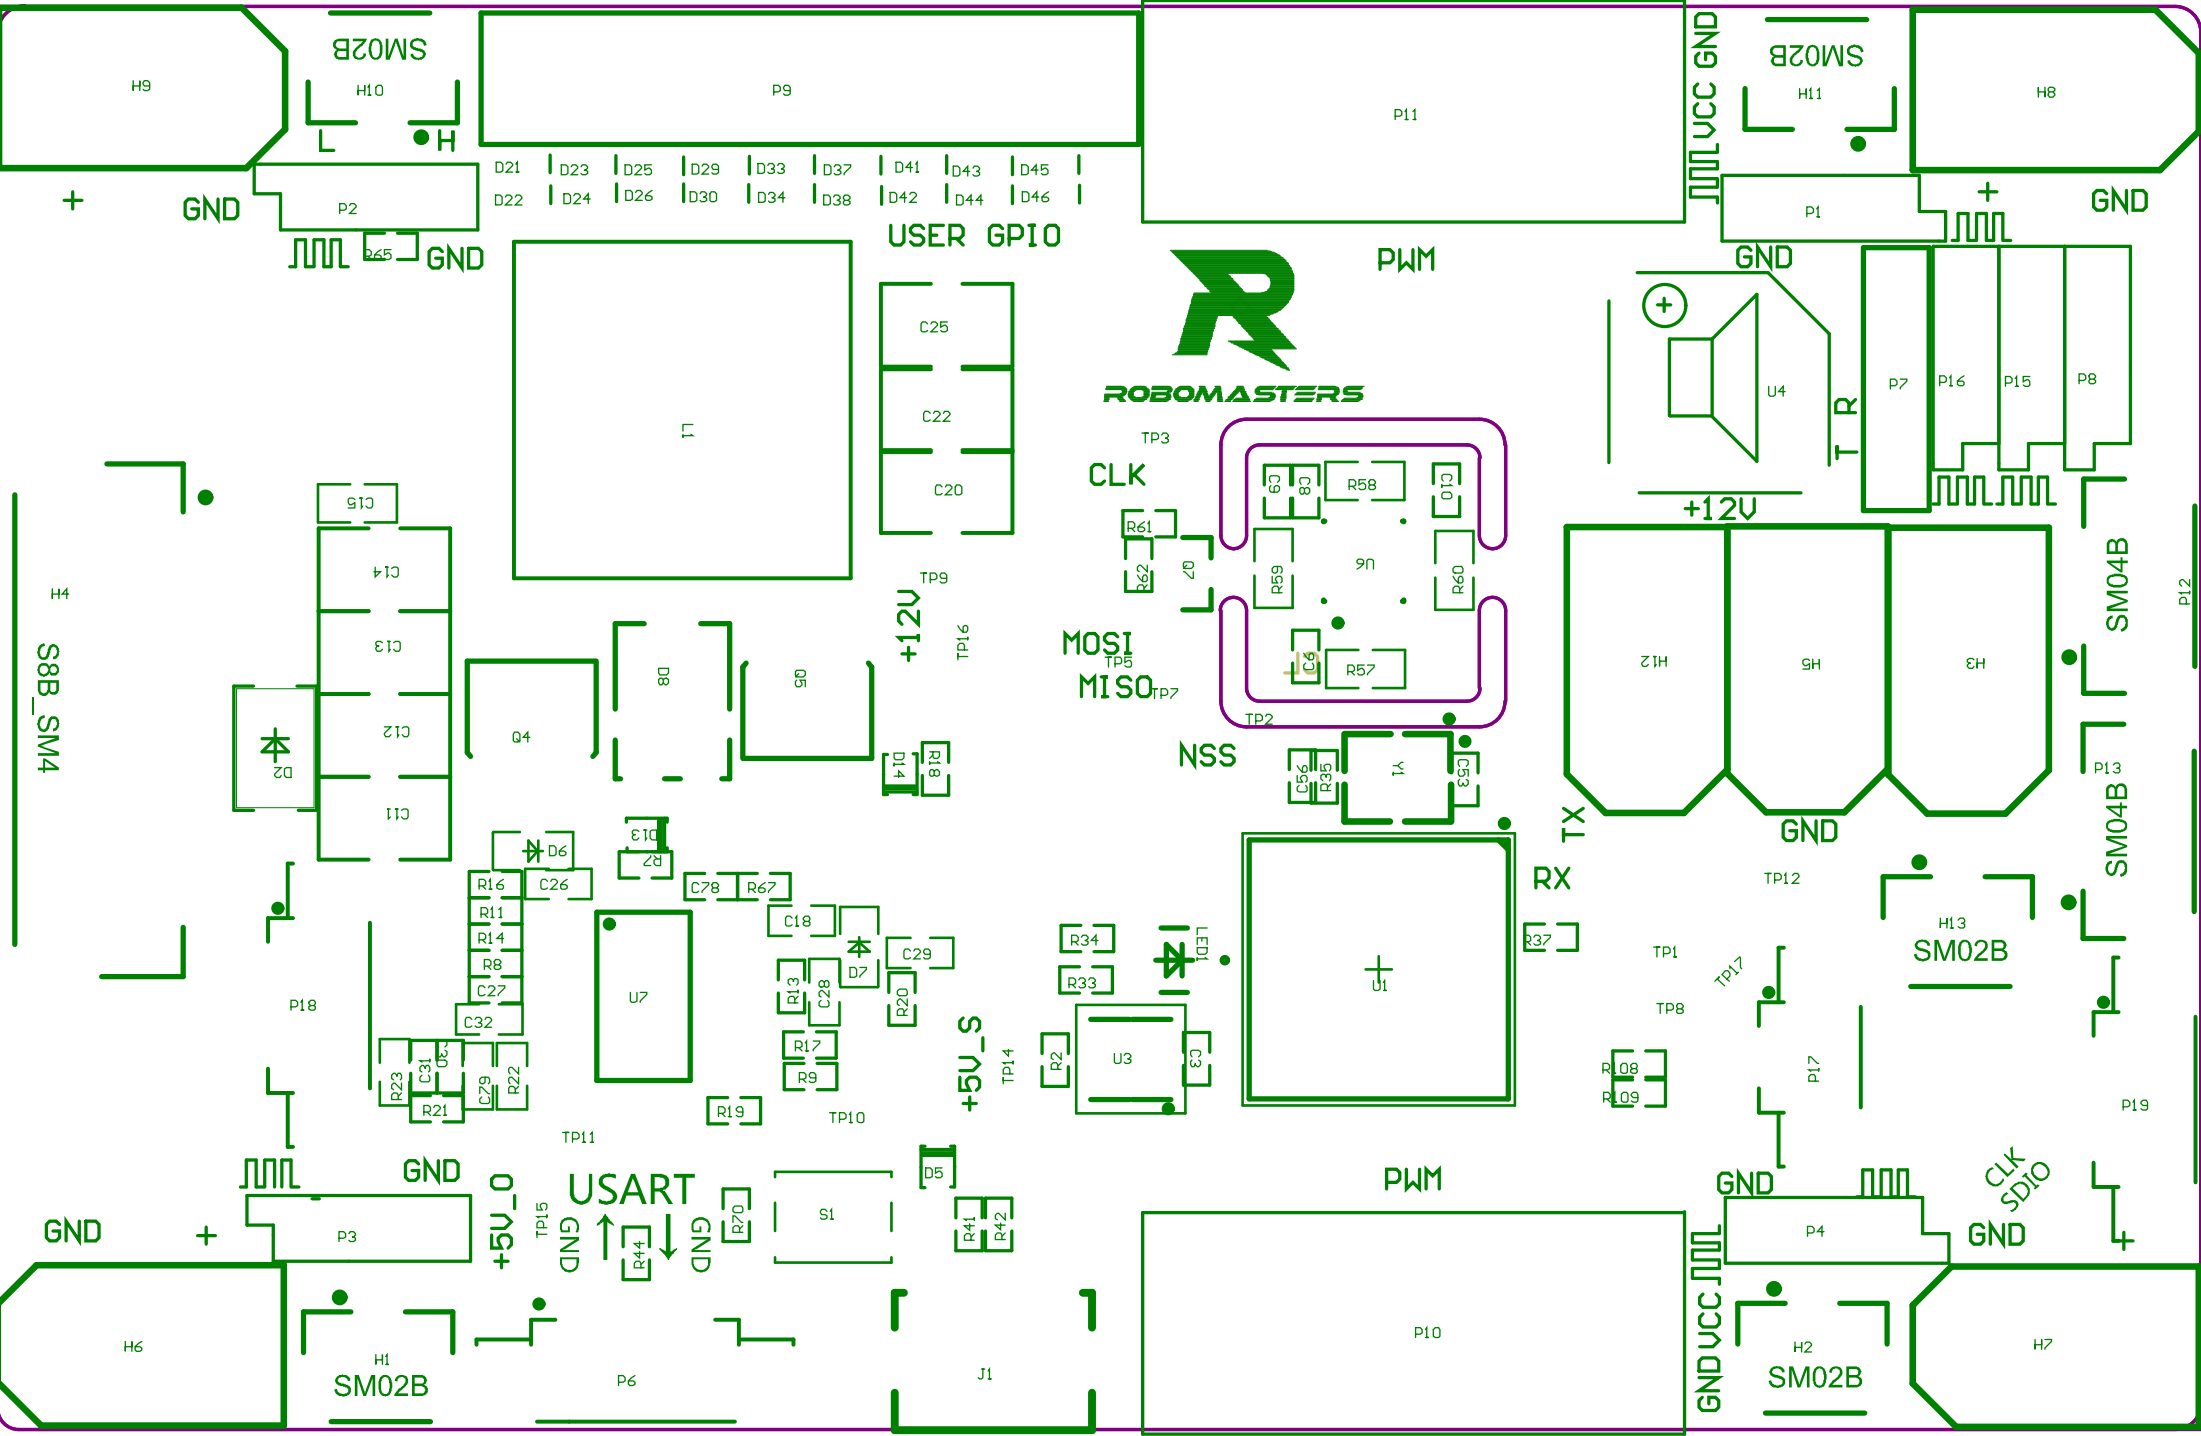 H9
SM02B
H10
L H
P9
P11
GND
VCC
SM02B
H11
H8
+
GND
P2
R65
GND
D21 D23 D25 D29 D33 D37 D41 D43 D45
D22 D24 D26 D30 D34 D38 D42 D44 D46
USER GPIO
PWM
P1
GND
+
GND
C25
C22
C20
L1
ROBOMASTERS
+
U4
T R
P7
P16
P15
P8
+12V
TP3
CLK
C9
C8
R58
C10
R61
R62
Q7
R59
U6
R60
C6
R57
MOSI
TP5
MISO
TP7
TP2
NSS
C15
C14
C13
C12
C11
H4
S8B_SM4
D2
TP9
+12V
TP16
Q4
D8
Q5
D14
R18
C56
R35
Y1
C53
H12
H5
H3
SM04B
P12
P13
SM04B
TX
GND
RX
TP12
D13
R7
D6
R16
C26
R11
R14
R8
C27
C32
C78
R67
C18
D7
C29
R13
C28
R20
U7
R17
R9
R19
P18
R23
C31
C33
C79
R22
R21
R34
R33
LED1
U1
R37
TP1
TP17
TP8
H13
SM02B
R2
U3
C3
TP14
+5V_S
TP10
TP11
R108
R109
P17
P19
CLK
SDIO
GND
GND
+
P3
+5V_O
TP15
USART
GND
GND
R44
R70
S1
D5
R41
R42
PWM
GND
P4
GND
+
H6
H1
SM02B
P6
J1
P10
VCC
GND
H2
SM02B
H7